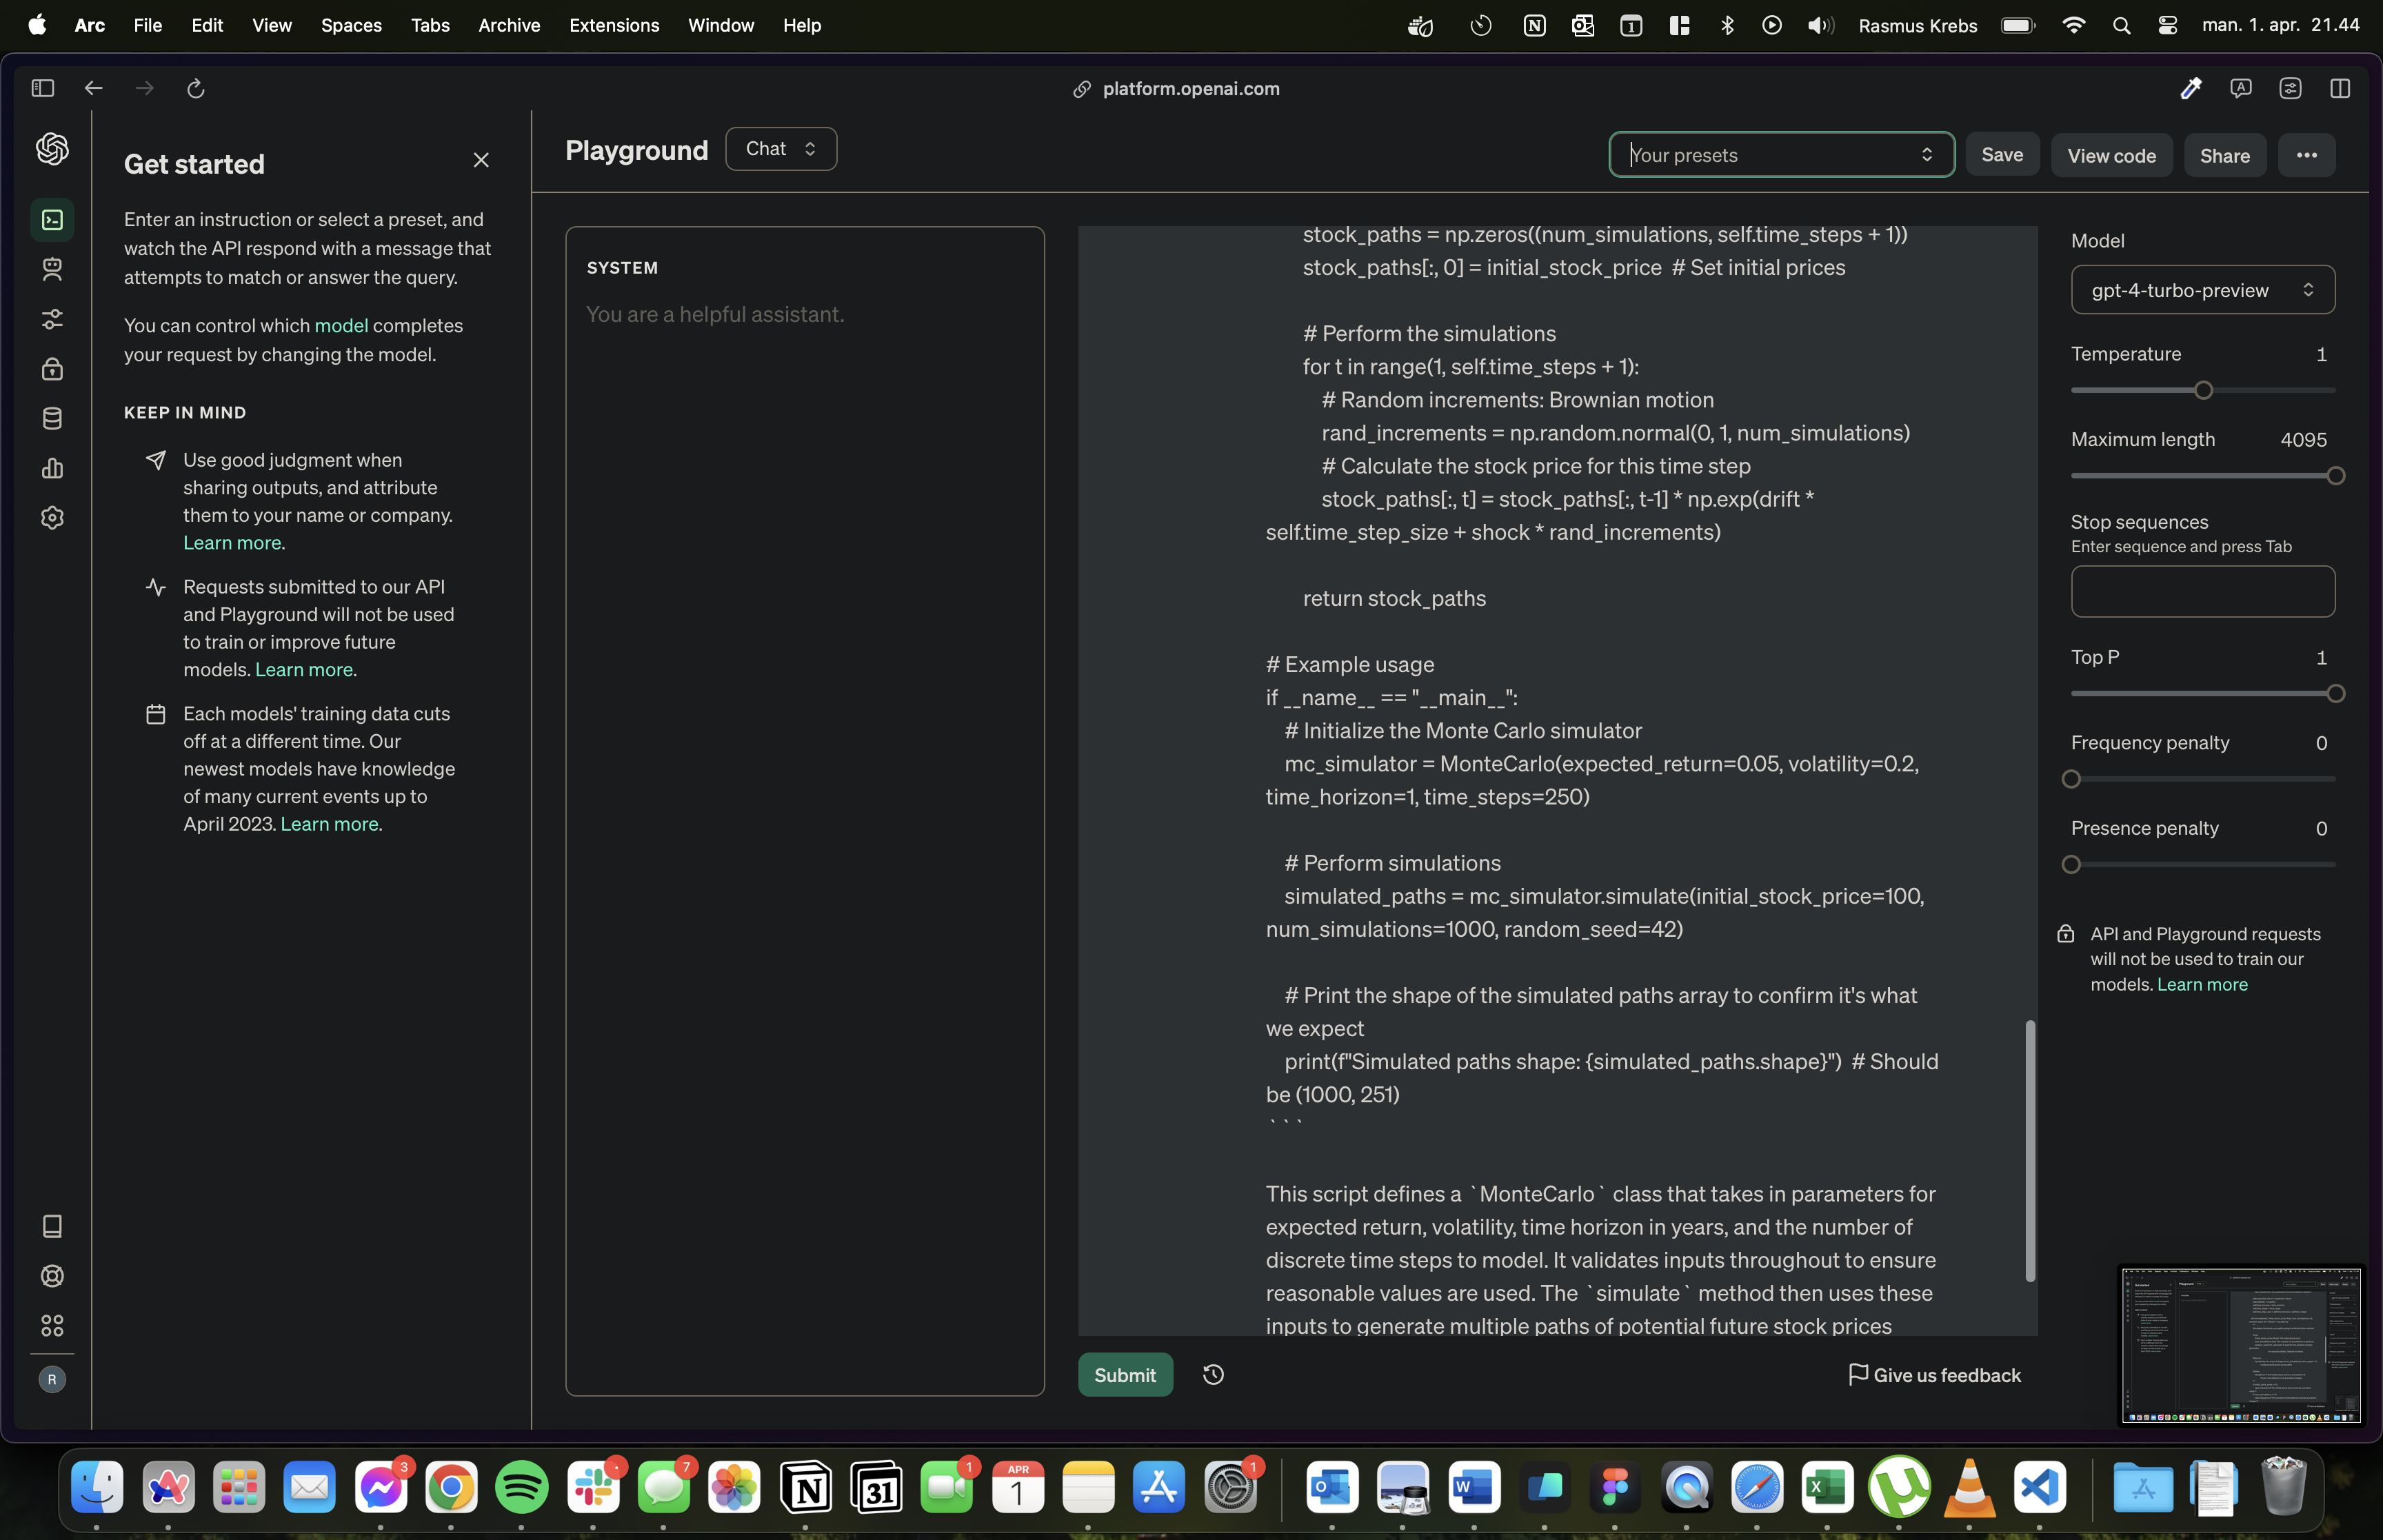 Arc File Edit View Spaces Tabs Archive Extensions Window Help
1
Rasmus Krebs
man. 1. apr. 21.44
platform.openai.com
Get started
Enter an instruction or select a preset, and
watch the API respond with a message that
attempts to match or answer the query.
You can control which model completes
your request by changing the model.
KEEP IN MIND
Use good judgment when
sharing outputs, and attribute
them to your name or company.
Learn more.
Requests submitted to our API
and Playground will not be used
to train or improve future
models. Learn more.
Each models' training data cuts
off at a different time. Our
newest models have knowledge
of many current events up to
April 2023. Learn more.
R
Playground
Chat
Your presets
Save
View code
Share
SYSTEM
You are a helpful assistant.
stock_paths = np.zeros((num_simulations, self.time_steps + 1))
stock_paths[:, 0] = initial_stock_price # Set initial prices
# Perform the simulations
for t in range(1, self.time_steps + 1):
# Random increments: Brownian motion
rand_increments = np.random.normal(0, 1, num_simulations)
# Calculate the stock price for this time step
stock_paths[:, t] = stock_paths[:, t-1] * np.exp(drift *
self.time_step_size + shock * rand_increments)
return stock_paths
# Example usage
if __name__ == "__main__":
# Initialize the Monte Carlo simulator
mc_simulator = MonteCarlo(expected_return=0.05, volatility=0.2,
time_horizon=1, time_steps=250)
# Perform simulations
simulated_paths = mc_simulator.simulate(initial_stock_price=100,
num_simulations=1000, random_seed=42)
# Print the shape of the simulated paths array to confirm it's what
we expect
print(f"Simulated paths shape: {simulated_paths.shape}") # Should
be (1000, 251)
```
This script defines a `MonteCarlo` class that takes in parameters for
expected return, volatility, time horizon in years, and the number of
discrete time steps to model. It validates inputs throughout to ensure
reasonable values are used. The `simulate` method then uses these
inputs to generate multiple paths of potential future stock prices
Submit
Give us feedback
Model
gpt-4-turbo-preview
Temperature 1
Maximum length 4095
Stop sequences
Enter sequence and press Tab
Top P 1
Frequency penalty 0
Presence penalty 0
API and Playground requests
will not be used to train our
models. Learn more
3
7
31
1
APR
1
1